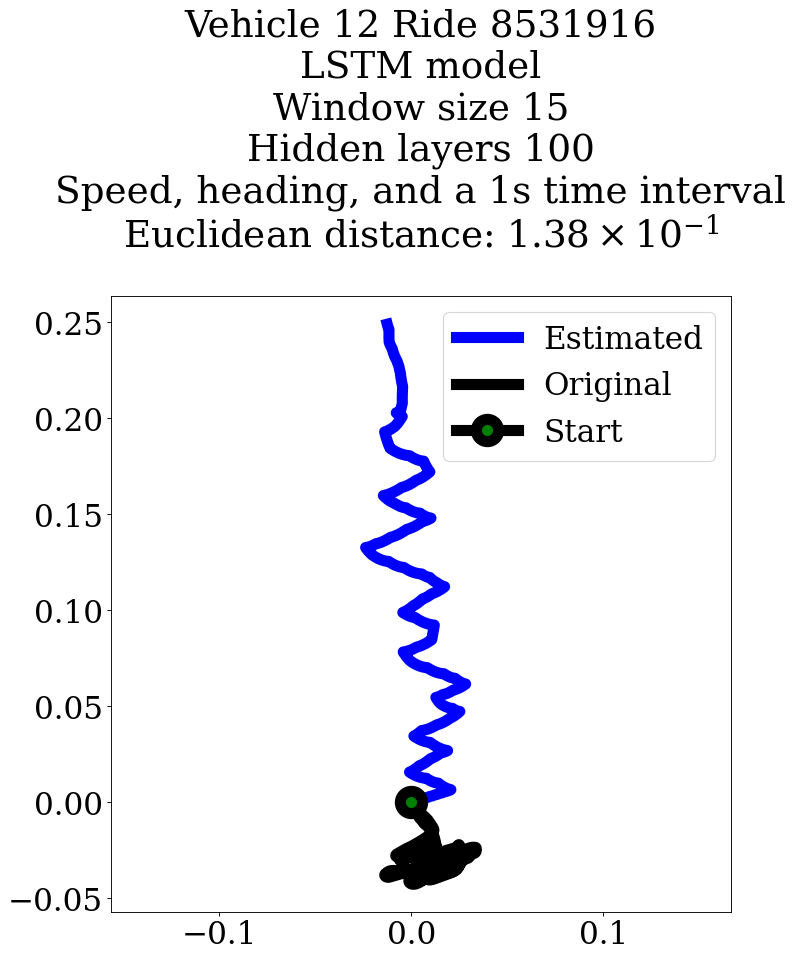 Vehicle 12 Ride 8531916
LSTM model
Window size 15
Hidden layers 100
Speed, heading, and a 1s time interval
Euclidean distance: 1.38 × 10⁻¹
Estimated
Original
Start
0.25
0.20
0.15
0.10
0.05
0.00
−0.05
−0.1 0.0 0.1